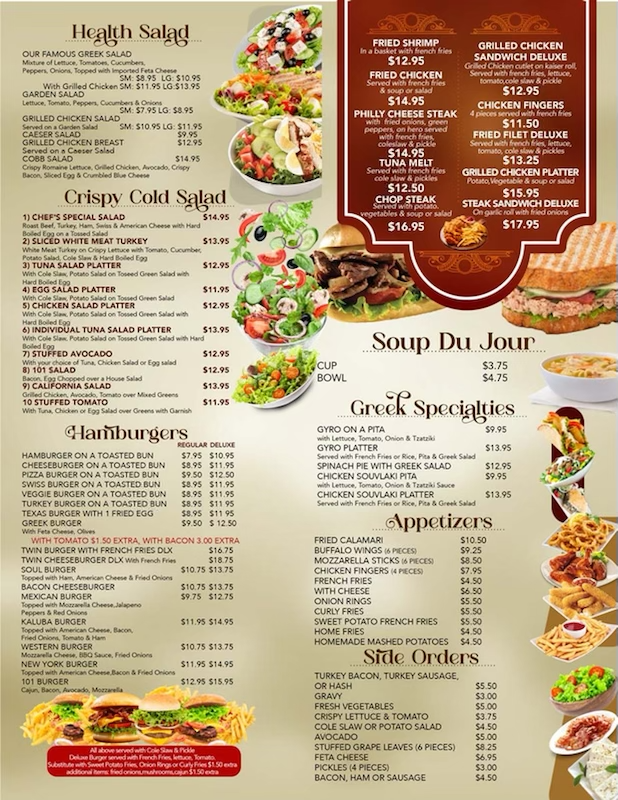 Health Salad
OUR FAMOUS GREEK SALAD
Mixture of Lettuce, Tomatoes, Cucumbers,
Peppers, Onions, Topped with Imported Feta Cheese
SM: $8.95 LG: $10.95
With Grilled Chicken SM: $11.95 LG:$13.95
GARDEN SALAD
Lettuce, Tomato, Peppers, Cucumbers & Onions
SM: $7.95 LG: $8.95
GRILLED CHICKEN SALAD
Served on a Garden Salad SM: $10.95 LG: $11.95
CAESER SALAD $9.95
GRILLED CHICKEN BREAST $12.95
Served on a Caeser Salad
COBB SALAD $14.95
Crispy Romaine Lettuce, Grilled Chicken, Avocado, Crispy
Bacon, Sliced Egg & Crumbled Blue Cheese
Crispy Cold Salad
1) CHEF'S SPECIAL SALAD $14.95
Roast Beef, Turkey, Ham, Swiss & American Cheese with Hard
Boiled Egg on a Tossed Salad
2) SLICED WHITE MEAT TURKEY $13.95
White Meat Turkey on Crispy Lettuce with Tomato, Cucumber,
Potato Salad, Cole Slaw & Hard Boiled Egg
3) TUNA SALAD PLATTER $12.95
With Cole Slaw, Potato Salad on Tosseed Green Salad with
Hard Boiled Egg
4) EGG SALAD PLATTER $11.95
With Cole Slaw, Potato Salad on Tossed Green Salad
5) CHICKEN SALAD PLATTER $12.95
With Cole Slaw, Potato Salad on Tossed Green Salad with
Hard Boiled Egg
6) INDIVIDUAL TUNA SALAD PLATTER $13.95
With Cole Slaw, Potato Salad on Tossed Green Salad with Hard
Boiled Egg
7) STUFFED AVOCADO $12.95
With your choice of Tuna, Chicken Salad or Egg salad
8) 101 SALAD $12.95
Bacon, Egg Chopped over a House Salad
9) CALIFORNIA SALAD $13.95
Grilled Chicken, Avocado, Tomato over Mixed Greens
10 STUFFED TOMATO $11.95
With Tuna, Chicken or Egg Salad over Greens with Garnish
Hamburgers
REGULAR DELUXE
HAMBURGER ON A TOASTED BUN $7.95 $10.95
CHEESEBURGER ON A TOASTED BUN $8.95 $11.95
PIZZA BURGER ON A TOASTED BUN $9.50 $12.50
SWISS BURGER ON A TOASTED BUN $8.95 $11.95
VEGGIE BURGER ON A TOASTED BUN $8.95 $11.95
TURKEY BURGER ON A TOASTED BUN $8.95 $11.95
TEXAS BURGER WITH 1 FRIED EGG $8.95 $11.95
GREEK BURGER $9.50 $ 12.50
With Feta Cheese, Olives
WITH TOMATO $1.50 EXTRA, WITH BACON 3.00 EXTRA
TWIN BURGER WITH FRENCH FRIES DLX $16.75
TWIN CHEESEBURGER DLX With French Fries $18.75
SOUL BURGER $10.75 $13.75
Topped with Ham, American Cheese & Fried Onions
BACON CHEESEBURGER $10.75 $13.75
MEXICAN BURGER $9.75 $12.75
Topped with Mozzarella Cheese,Jalapeno
Peppers & Red Onions
KALUBA BURGER $11.95 $14.95
Topped with American Cheese, Bacon,
Fried Onions, Tomato & Ham
WESTERN BURGER $10.75 $13.75
Mozzarella Cheese, BBQ Sauce, Fried Onions
NEW YORK BURGER $11.95 $14.95
Topped with American Cheese,Bacon & Fried Onions
101 BURGER $12.95 $15.95
Cajun, Bacon, Avocado, Mozzarella
All above served with Cole Slaw & Pickle
Deluxe Burger served with French Fries, lettuce, Tomato.
Substitute with Sweet Potato Fries, Onion Rings or Curly Fries $1.50 extra
additional items: fried onions,mushrooms,cajun $1.50 extra
FRIED SHRIMP
In a basket with french fries
$12.95
FRIED CHICKEN
Served with french fries
& soup or salad
$14.95
PHILLY CHEESE STEAK
with fried onions, green
peppers, on hero served
with french fries,
coleslaw & pickle
$14.95
TUNA MELT
Served with french fries
cole slaw & pickles
$12.50
CHOP STEAK
Served with potato,
vegetables & soup or salad
$16.95
GRILLED CHICKEN
SANDWICH DELUXE
Grilled Chicken cutlet on kaiser roll,
Served with french fries, lettuce,
tomato,cole slaw & pickle
$12.95
CHICKEN FINGERS
4 pieces served with french fries
$11.50
FRIED FILET DELUXE
Served with french fries, lettuce,
tomato, cole slaw & pickles
$13.25
GRILLED CHICKEN PLATTER
Potato,Vegetable & soup or salad
$15.95
STEAK SANDWICH DELUXE
On garlic roll with fried onions
$17.95
Soup Du Jour
CUP $3.75
BOWL $4.75
Greek Specialties
GYRO ON A PITA $9.95
with Lettuce, Tomato, Onion & Tzatziki
GYRO PLATTER $13.95
Served with French Fries or Rice, Pita & Greek Salad
SPINACH PIE WITH GREEK SALAD $12.95
CHICKEN SOUVLAKI PITA $9.95
with Lettuce, Tomato, Onion & Tzatziki Sauce
CHICKEN SOUVLAKI PLATTER $13.95
Served with French Fries or Rice, Pita & Greek Salad
Appetizers
FRIED CALAMARI $10.50
BUFFALO WINGS (6 PIECES) $9.25
MOZZARELLA STICKS (6 PIECES) $8.50
CHICKEN FINGERS (4 PIECES) $7.95
FRENCH FRIES $4.50
WITH CHEESE $6.50
ONION RINGS $5.50
CURLY FRIES $5.50
SWEET POTATO FRENCH FRIES $5.50
HOME FRIES $4.50
HOMEMADE MASHED POTATOES $4.50
Side Orders
TURKEY BACON, TURKEY SAUSAGE,
OR HASH $5.50
GRAVY $3.00
FRESH VEGETABLES $5.00
CRISPY LETTUCE & TOMATO $3.75
COLE SLAW OR POTATO SALAD $4.50
AVOCADO $5.00
STUFFED GRAPE LEAVES (6 PIECES) $8.25
FETA CHEESE $6.95
PICKLES (4 PIECES) $3.00
BACON, HAM OR SAUSAGE $4.50